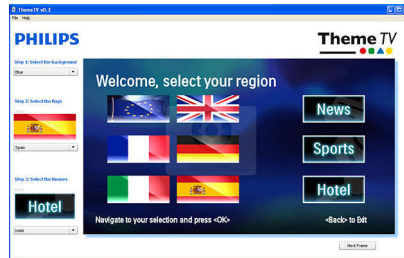 ThemeTV v0.3
File Help
PHILIPS
Theme TV
Step 1: Select the background
Blue
Welcome, select your region
Step 2: Select the flags
News
Spain
Sports
Step 3: Select the Banners
Hotel
Hotel
Navigate to your selection and press <OK>
<Back> to Exit
hotel
Next Frame